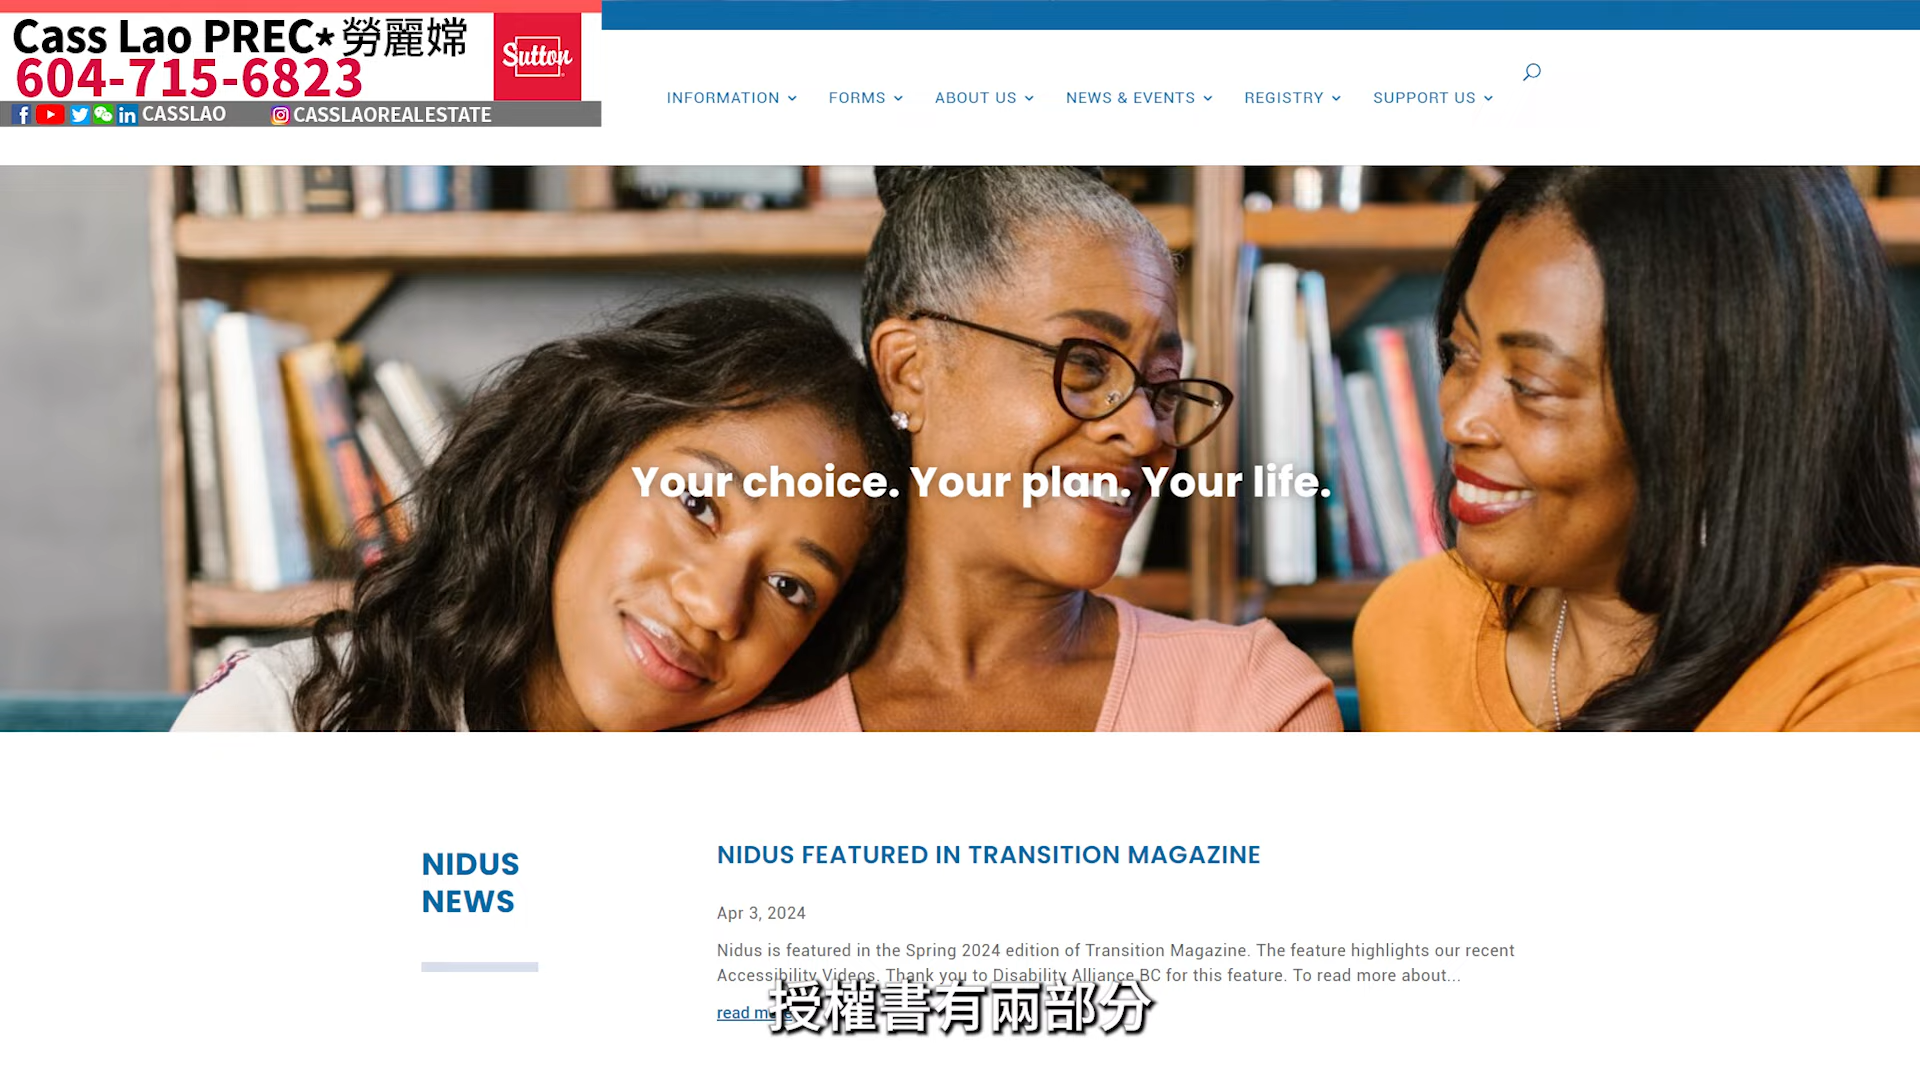 Cass Lao PREC★勞麗嫦
604-715-6823
Sutton
CASSLAO
CASSLAOREALESTATE
INFORMATION
FORMS
ABOUT US
NEWS & EVENTS
REGISTRY
SUPPORT US
Your choice. Your plan. Your life.
NIDUS
NEWS
NIDUS FEATURED IN TRANSITION MAGAZINE
Apr 3, 2024
Nidus is featured in the Spring 2024 edition of Transition Magazine. The feature highlights our recent
Accessibility Videos. Thank you to Disability Alliance BC for this feature. To read more about...
read more
授權書有兩部分